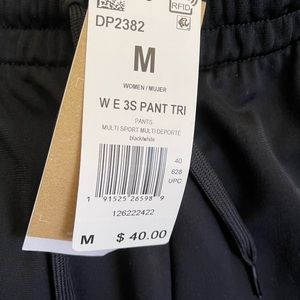 RFID
DP2382
M
WOMEN / MUJER
W E 3S PANT TRI
PANTS
MULTI SPORT MULTI DEPORTE
black/white
40
628
UPC
1 91525 26598 9
126222422
M $ 40.00